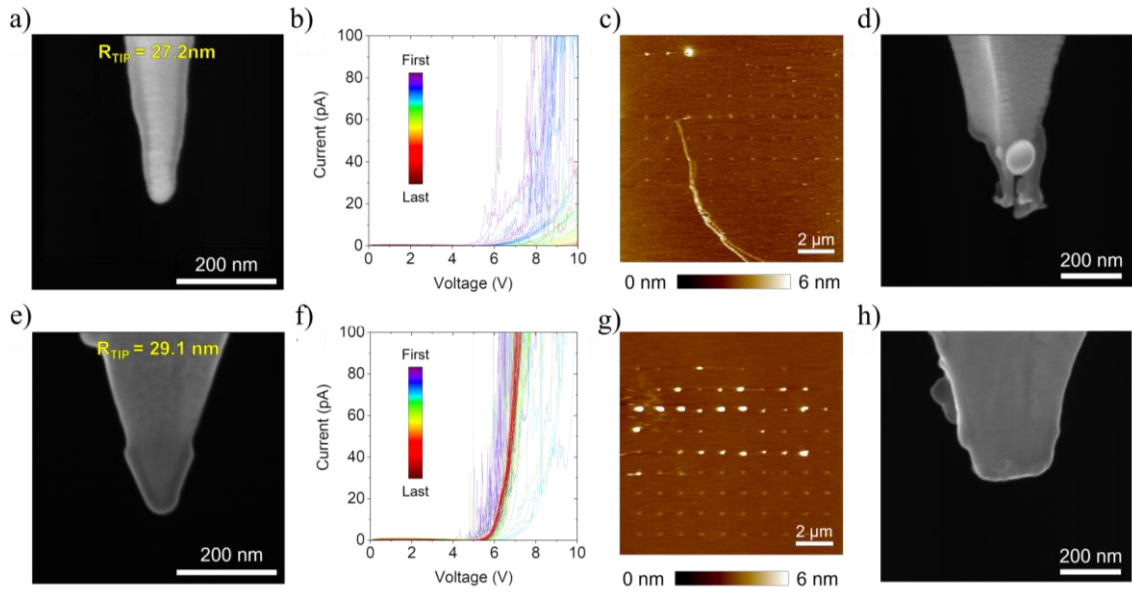 a)
R_TIP = 27.2nm
200 nm
b)
Current (pA)
100
80
60
40
20
0
First
Last
0 2 4 6 8 10
Voltage (V)
c)
2 µm
0 nm 6 nm
d)
200 nm
e)
R_TIP = 29.1 nm
200 nm
f)
Current (pA)
100
80
60
40
20
0
First
Last
0 2 4 6 8 10
Voltage (V)
g)
2 µm
0 nm 6 nm
h)
200 nm